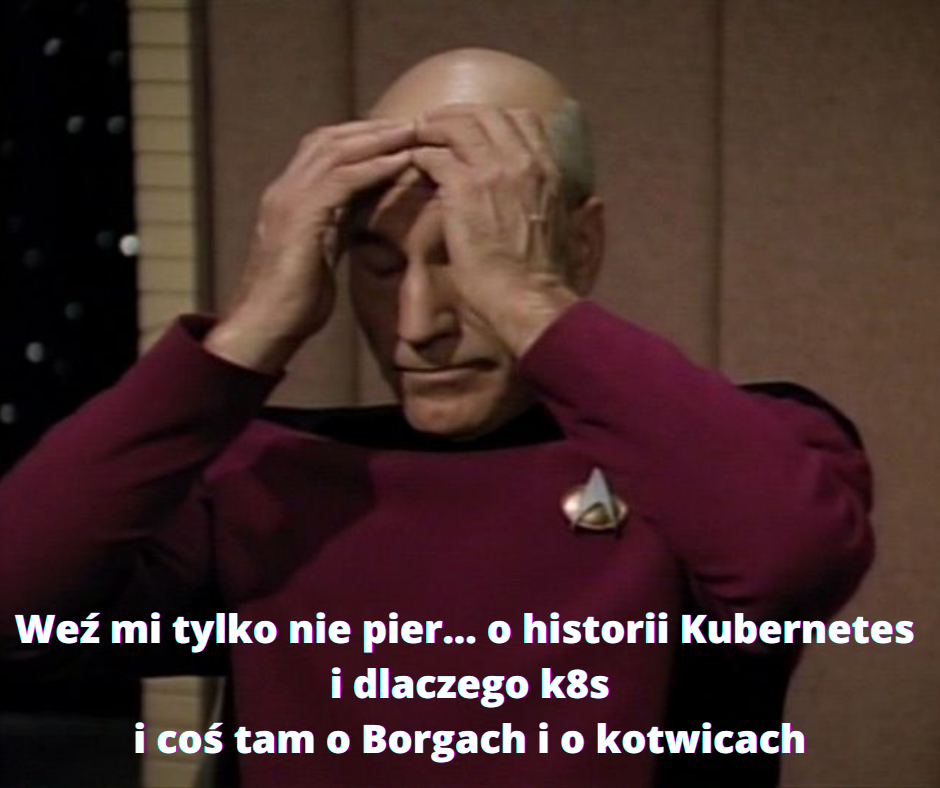 Weź mi tylko nie pier... o historii Kubernetes
i dlaczego k8s
i coś tam o Borgach i o kotwicach